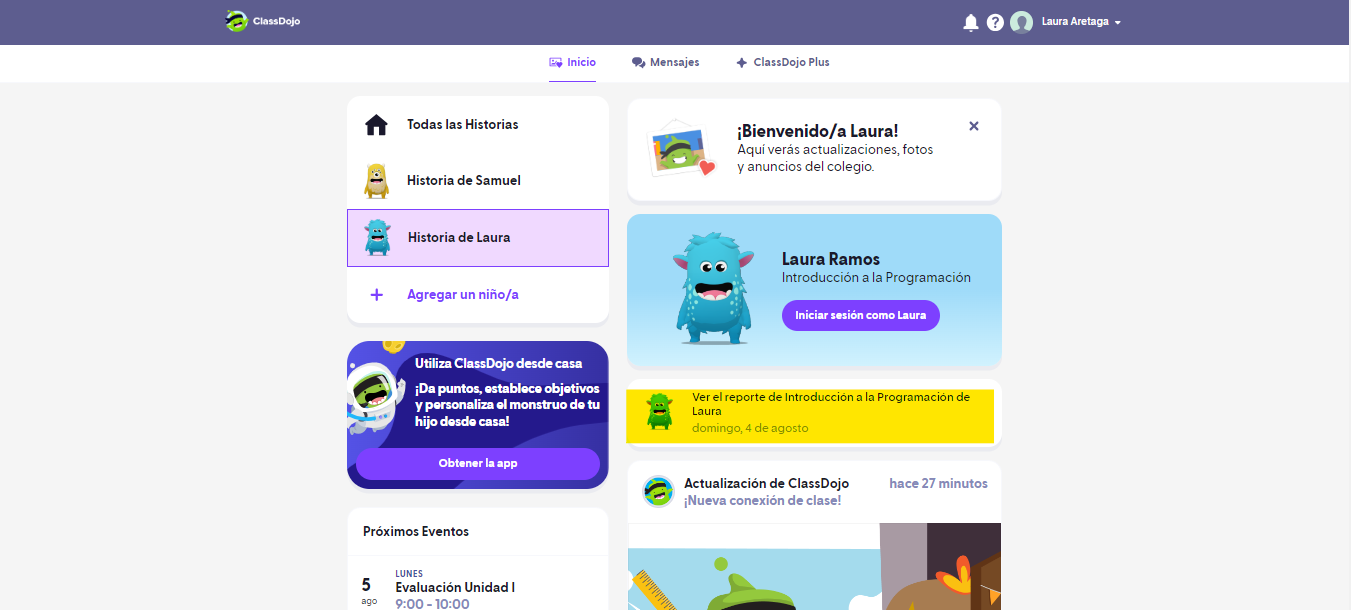 ClassDojo
Laura Aretaga
Inicio
Mensajes
ClassDojo Plus
Todas las Historias
Historia de Samuel
Historia de Laura
+ Agregar un niño/a
Utiliza ClassDojo desde casa
¡Da puntos, establece objetivos
y personaliza el monstruo de tu
hijo desde casa!
Obtener la app
Próximos Eventos
5
ago
LUNES
Evaluación Unidad I
9:00 - 10:00
¡Bienvenido/a Laura!
Aquí verás actualizaciones, fotos
y anuncios del colegio.
Laura Ramos
Introducción a la Programación
Iniciar sesión como Laura
Ver el reporte de Introducción a la Programación de
Laura
domingo, 4 de agosto
Actualización de ClassDojo
hace 27 minutos
¡Nueva conexión de clase!